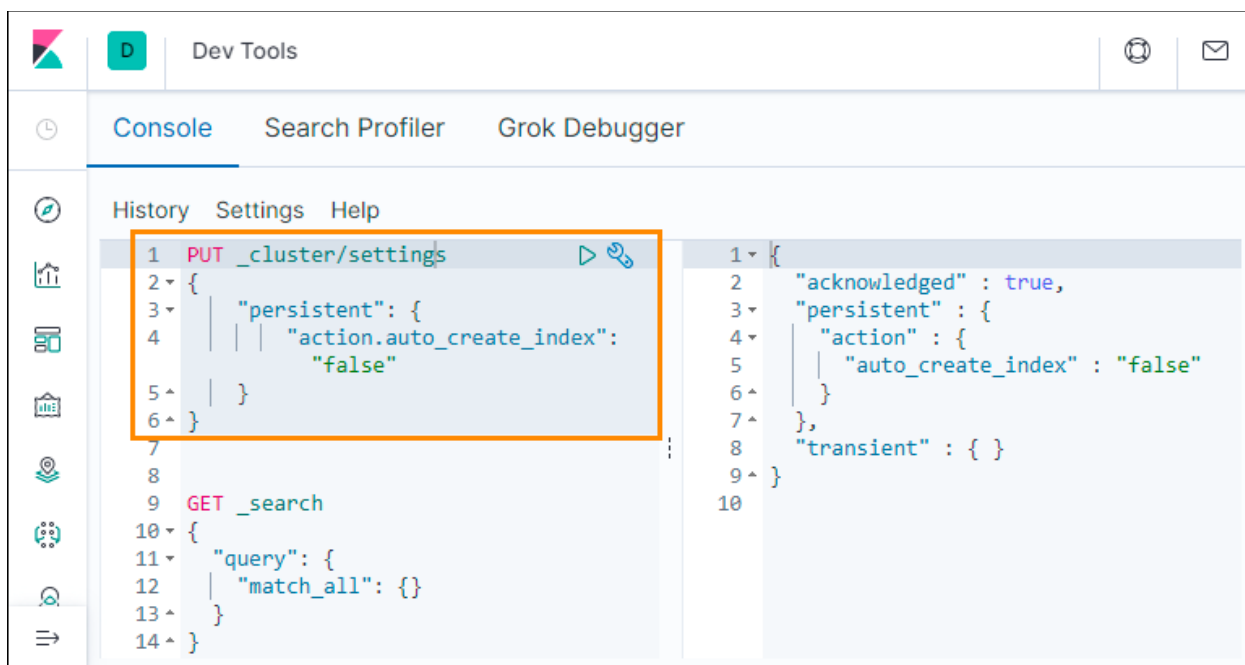 D Dev Tools
Console Search Profiler Grok Debugger
History Settings Help
1 PUT _cluster/settings
2 {
3 "persistent": {
4 "action.auto_create_index":
"false"
5 }
6 }
7
8
9 GET _search
10 {
11 "query": {
12 "match_all": {}
13 }
14 }
1 {
2 "acknowledged" : true,
3 "persistent" : {
4 "action" : {
5 "auto_create_index" : "false"
6 }
7 },
8 "transient" : { }
9 }
10